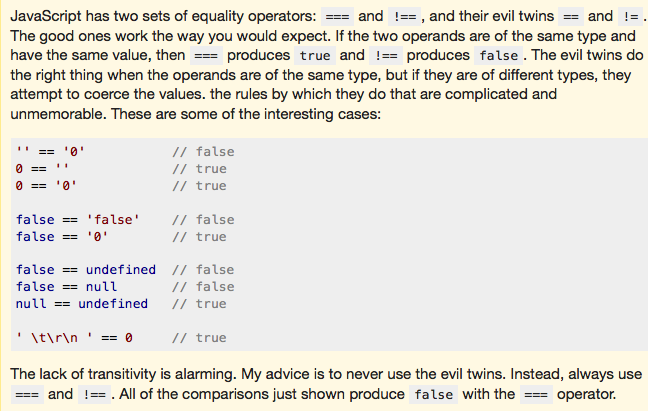 JavaScript has two sets of equality operators: === and !== , and their evil twins == and != .
The good ones work the way you would expect. If the two operands are of the same type and
have the same value, then === produces true and !== produces false . The evil twins do
the right thing when the operands are of the same type, but if they are of different types, they
attempt to coerce the values. the rules by which they do that are complicated and
unmemorable. These are some of the interesting cases:
'' == '0' // false
0 == '' // true
0 == '0' // true
false == 'false' // false
false == '0' // true
false == undefined // false
false == null // false
null == undefined // true
' \t\r\n ' == 0 // true
The lack of transitivity is alarming. My advice is to never use the evil twins. Instead, always use
=== and !== . All of the comparisons just shown produce false with the === operator.